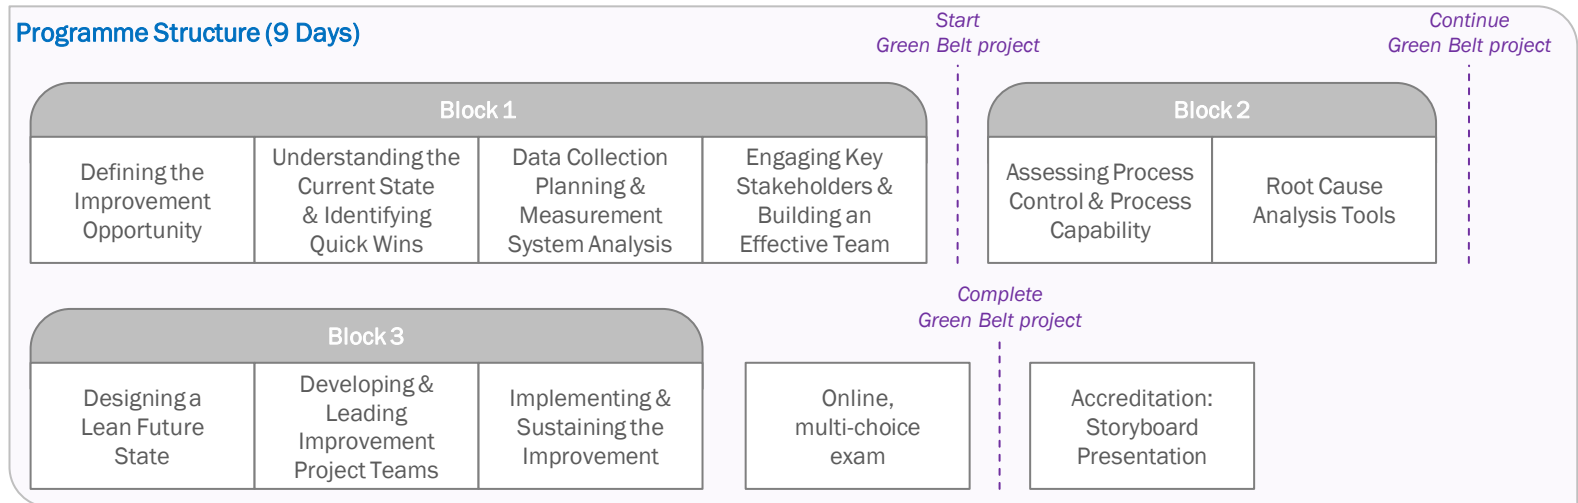 Programme Structure (9 Days)
Start
Green Belt project
Continue
Green Belt project
Block 1
Defining the
Improvement
Opportunity
Understanding the
Current State
& Identifying
Quick Wins
Data Collection
Planning &
Measurement
System Analysis
Engaging Key
Stakeholders &
Building an
Effective Team
Block 2
Assessing Process
Control & Process
Capability
Root Cause
Analysis Tools
Block 3
Designing a
Lean Future
State
Developing &
Leading
Improvement
Project Teams
Implementing &
Sustaining the
Improvement
Online,
multi-choice
exam
Complete
Green Belt project
Accreditation:
Storyboard
Presentation